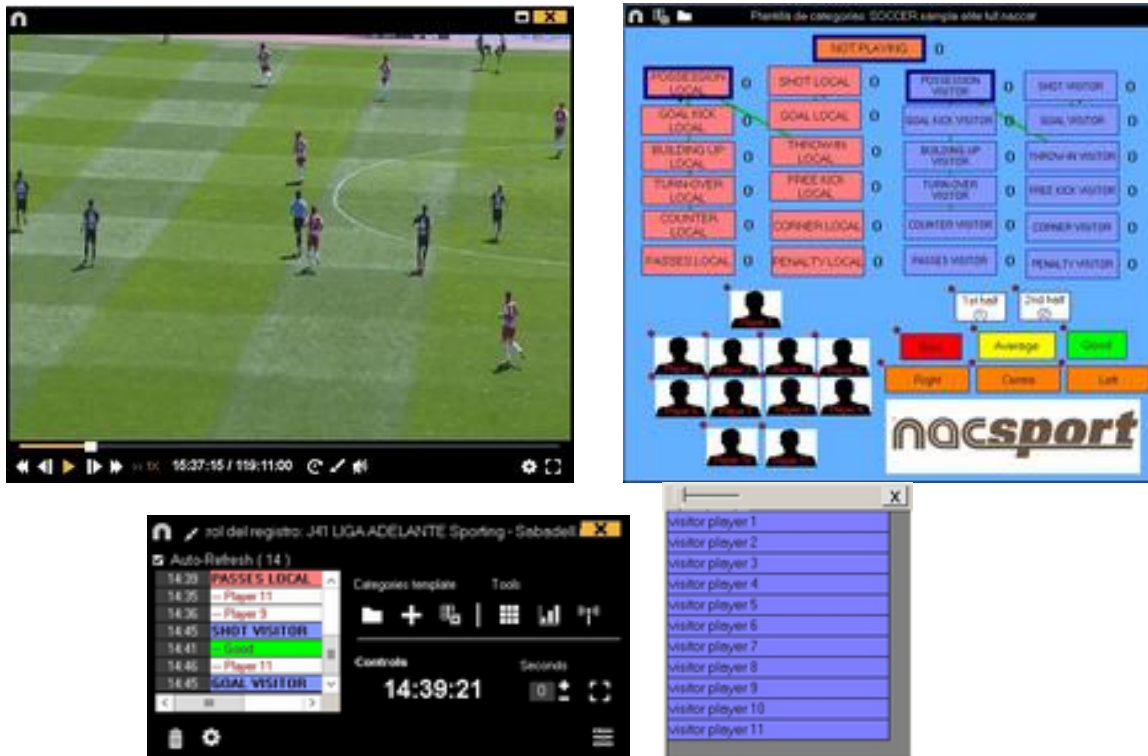 1X 15:37:15 / 119:11:00
Plantilla de categorias: SOCCER sample elite full.naccat
NOT PLAYING 0
POSSESSION LOCAL 0 SHOT LOCAL 0 POSSESSION VISITOR 0 SHOT VISITOR 0
GOAL KICK LOCAL 0 GOAL LOCAL 0 GOAL KICK VISITOR 0 GOAL VISITOR 0
BUILDING UP LOCAL 0 THROW-IN LOCAL 0 BUILDING UP VISITOR 0 THROW-IN VISITOR 0
TURN-OVER LOCAL 0 FREE KICK LOCAL 0 TURN-OVER VISITOR 0 FREE KICK VISITOR 0
COUNTER LOCAL 0 CORNER LOCAL 0 COUNTER VISITOR 0 CORNER VISITOR 0
PASSES LOCAL 0 PENALTY LOCAL 0 PASSES VISITOR 0 PENALTY VISITOR 0
1st half 2nd half
Average Good
Right Centre Left
nacsport
rol del registro: J41 LIGA ADELANTE Sporting - Sabadell
Auto-Refresh ( 14 )
14:39 PASSES LOCAL
14:35 -- Player 11
14:36 -- Player 9
14:45 SHOT VISITOR
14:41 -- Good
14:46 -- Player 11
14:45 GOAL VISITOR
Categories template Tools
Controls Seconds
14:39:21 0
X
visitor player 1
visitor player 2
visitor player 3
visitor player 4
visitor player 5
visitor player 6
visitor player 7
visitor player 8
visitor player 9
visitor player 10
visitor player 11